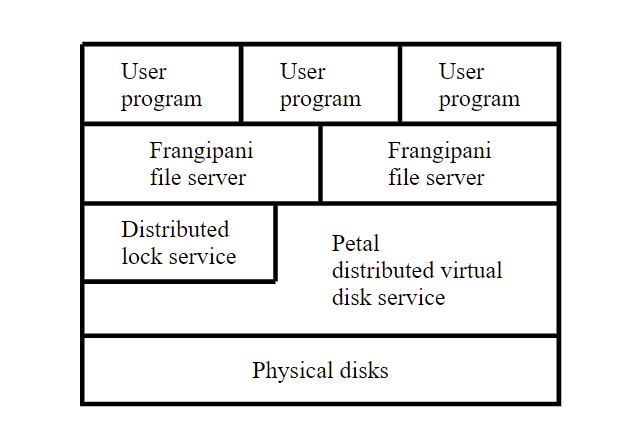 User
program
User
program
User
program
Frangipani
file server
Frangipani
file server
Distributed
lock service
Petal
distributed virtual
disk service
Physical disks